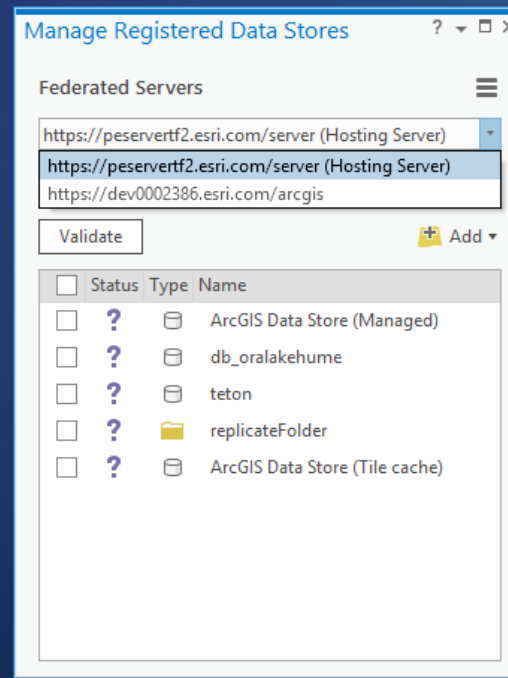 Manage Registered Data Stores
Federated Servers
https://peservertf2.esri.com/server (Hosting Server)
https://peservertf2.esri.com/server (Hosting Server)
https://dev0002386.esri.com/arcgis
Validate Add
Status Type Name
? ArcGIS Data Store (Managed)
? db_oralakehume
? teton
? replicateFolder
? ArcGIS Data Store (Tile cache)